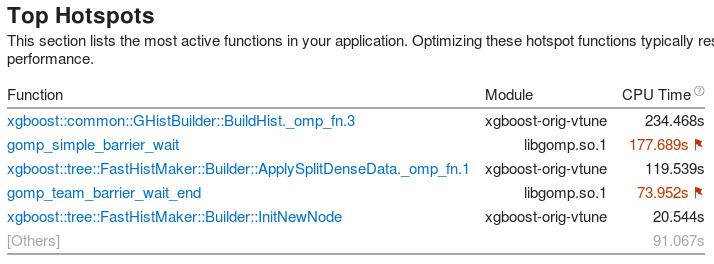 Top Hotspots
This section lists the most active functions in your application. Optimizing these hotspot functions typically
performance.
Function Module CPU Time
xgboost::common::GHistBuilder::BuildHist._omp_fn.3 xgboost-orig-vtune 234.468s
gomp_simple_barrier_wait libgomp.so.1 177.689s
xgboost::tree::FastHistMaker::Builder::ApplySplitDenseData._omp_fn.1 xgboost-orig-vtune 119.539s
gomp_team_barrier_wait_end libgomp.so.1 73.952s
xgboost::tree::FastHistMaker::Builder::InitNewNode xgboost-orig-vtune 20.544s
[Others] 91.067s